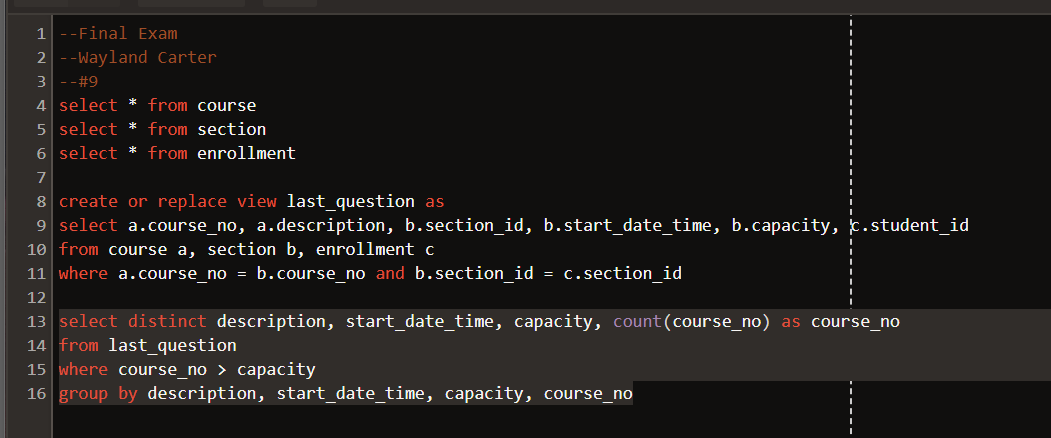 1 --Final Exam
2 --Wayland Carter
3 --#9
4 select * from course
5 select * from section
6 select * from enrollment
7
8 create or replace view last_question as
9 select a.course_no, a.description, b.section_id, b.start_date_time, b.capacity, c.student_id
10 from course a, section b, enrollment c
11 where a.course_no = b.course_no and b.section_id = c.section_id
12
13 select distinct description, start_date_time, capacity, count(course_no) as course_no
14 from last_question
15 where course_no > capacity
16 group by description, start_date_time, capacity, course_no